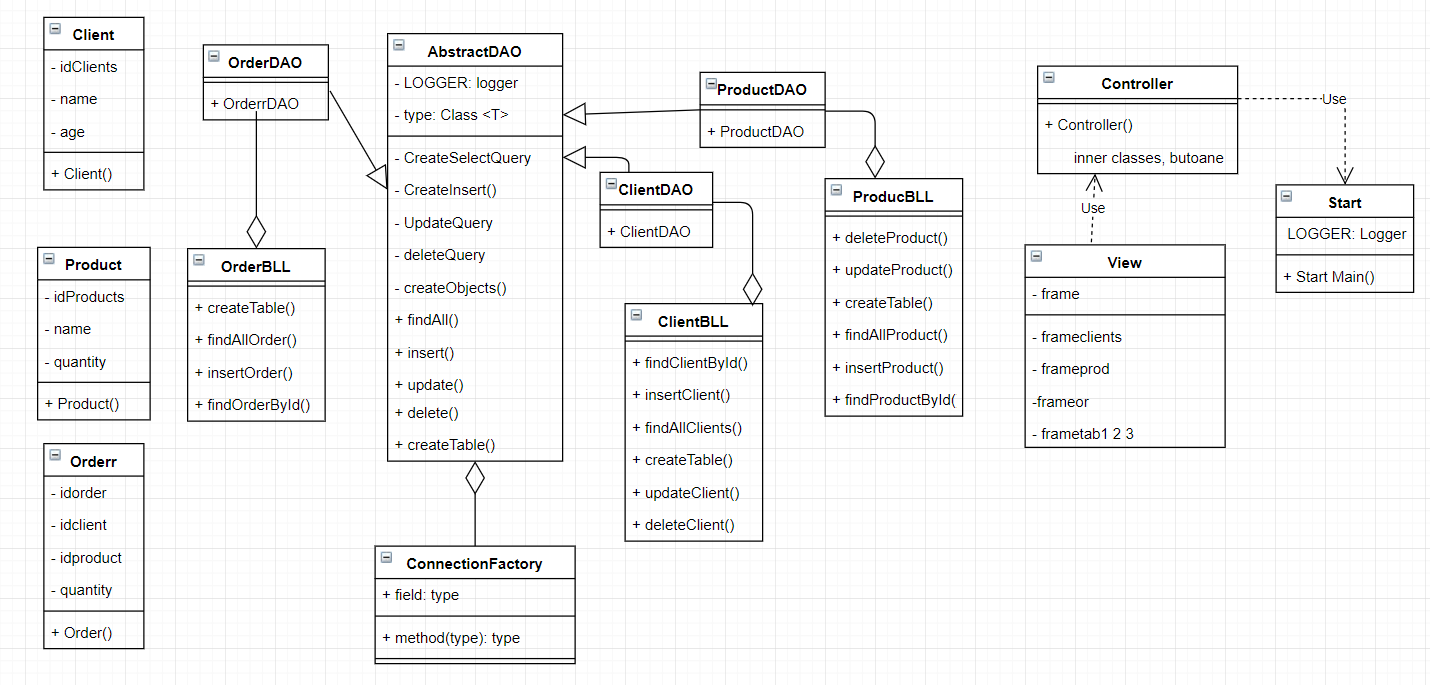 Client
- idClients
- name
- age
+ Client()
Product
- idProducts
- name
- quantity
+ Product()
Orderr
- idorder
- idclient
- idproduct
- quantity
+ Order()
OrderDAO
+ OrderrDAO
OrderBLL
+ createTable()
+ findAllOrder()
+ insertOrder()
+ findOrderById()
AbstractDAO
- LOGGER: logger
- type: Class <T>
- CreateSelectQuery
- CreateInsert()
- UpdateQuery
- deleteQuery
- createObjects()
+ findAll()
+ insert()
+ update()
+ delete()
+ createTable()
ConnectionFactory
+ field: type
+ method(type): type
ProductDAO
+ ProductDAO
ClientDAO
+ ClientDAO
ClientBLL
+ findClientById()
+ insertClient()
+ findAllClients()
+ createTable()
+ updateClient()
+ deleteClient()
ProducBLL
+ deleteProduct()
+ updateProduct()
+ createTable()
+ findAllProduct()
+ insertProduct()
+ findProductById(
Controller
+ Controller()
inner classes, butoane
Use
Use
View
- frame
- frameclients
- frameprod
-frameor
- frametab1 2 3
Start
LOGGER: Logger
+ Start Main()